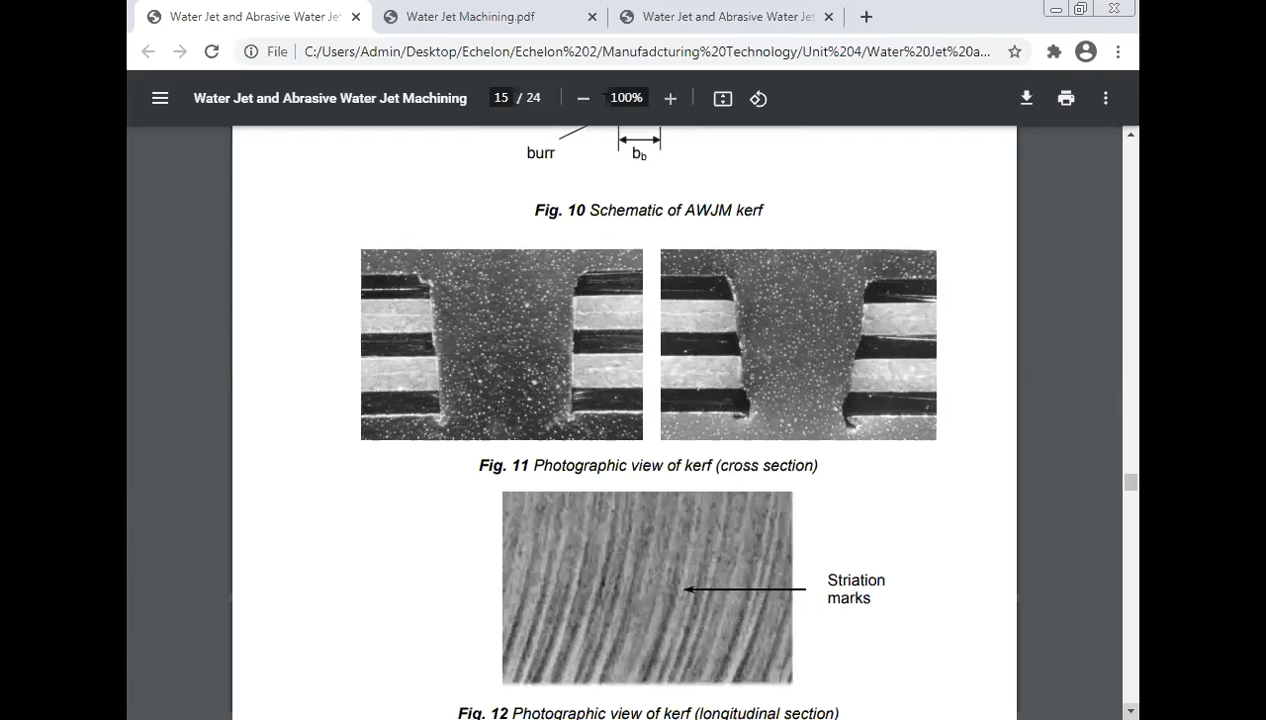 Water Jet and Abrasive Water Je
Water Jet Machining.pdf
Water Jet and Abrasive Water Jet
File C:/Users/Admin/Desktop/Echelon/Echelon%202/Manufadcturing%20Technology/Unit%204/Water%20Jet%20a...
Water Jet and Abrasive Water Jet Machining 15 / 24 100%
burr
bb
Fig. 10 Schematic of AWJM kerf
Fig. 11 Photographic view of kerf (cross section)
Striation
marks
Fig. 12 Photographic view of kerf (longitudinal section)